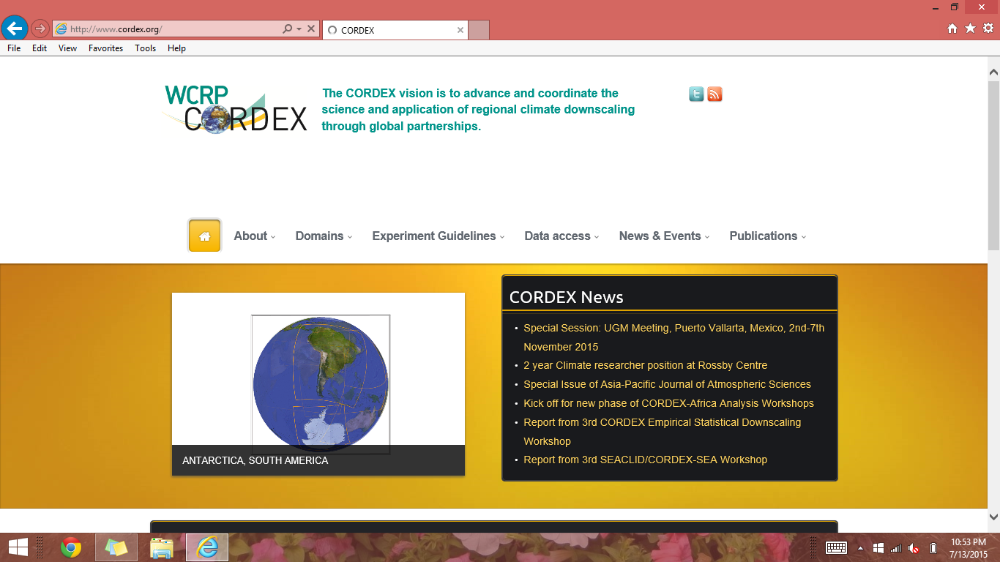 http://www.cordex.org/
CORDEX
File Edit View Favorites Tools Help
WCRP
CORDEX
The CORDEX vision is to advance and coordinate the
science and application of regional climate downscaling
through global partnerships.
About Domains Experiment Guidelines Data access News & Events Publications
ANTARCTICA, SOUTH AMERICA
CORDEX News
• Special Session: UGM Meeting, Puerto Vallarta, Mexico, 2nd-7th
November 2015
• 2 year Climate researcher position at Rossby Centre
• Special Issue of Asia-Pacific Journal of Atmospheric Sciences
• Kick off for new phase of CORDEX-Africa Analysis Workshops
• Report from 3rd CORDEX Empirical Statistical Downscaling
Workshop
• Report from 3rd SEACLID/CORDEX-SEA Workshop
10:53 PM
7/13/2015